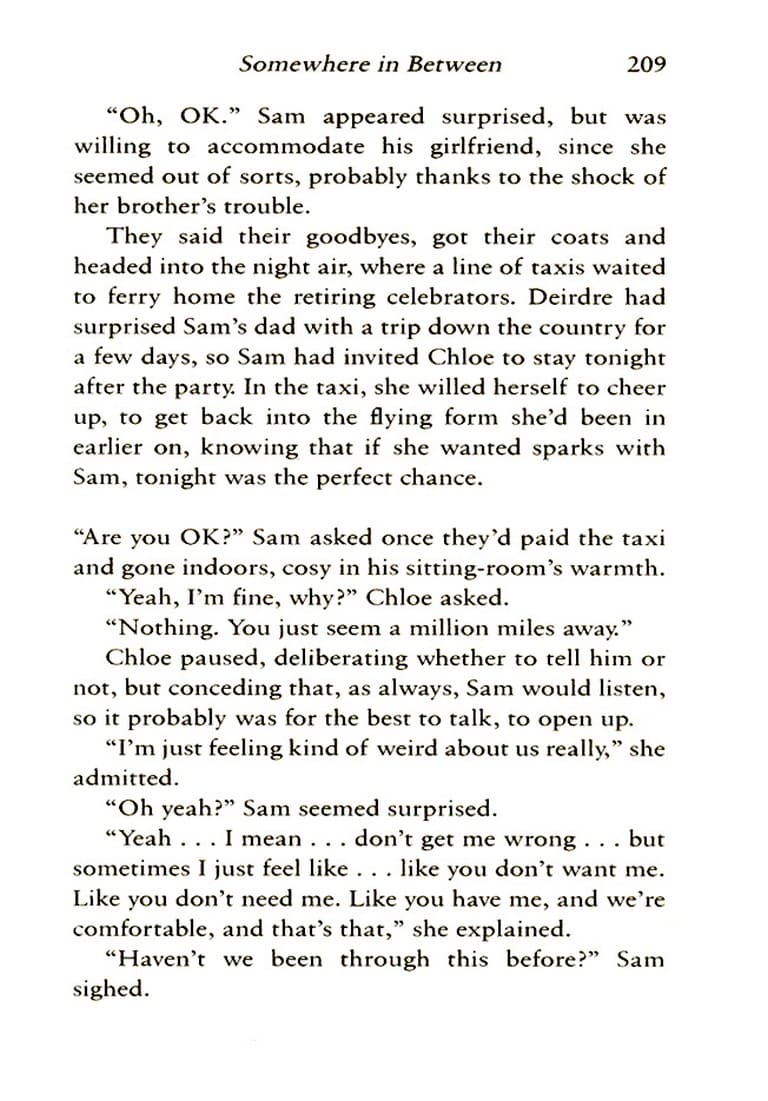 Somewhere in Between 209
“Oh, OK.” Sam appeared surprised, but was
willing to accommodate his girlfriend, since she
seemed out of sorts, probably thanks to the shock of
her brother’s trouble.
They said their goodbyes, got their coats and
headed into the night air, where a line of taxis waited
to ferry home the retiring celebrators. Deirdre had
surprised Sam’s dad with a trip down the country for
a few days, so Sam had invited Chloe to stay tonight
after the party. In the taxi, she willed herself to cheer
up, to get back into the flying form she’d been in
earlier on, knowing that if she wanted sparks with
Sam, tonight was the perfect chance.
“Are you OK?” Sam asked once they’d paid the taxi
and gone indoors, cosy in his sitting-room’s warmth.
“Yeah, I’m fine, why?” Chloe asked.
“Nothing. You just seem a million miles away.”
Chloe paused, deliberating whether to tell him or
not, but conceding that, as always, Sam would listen,
so it probably was for the best to talk, to open up.
“I’m just feeling kind of weird about us really,” she
admitted.
“Oh yeah?” Sam seemed surprised.
“Yeah . . . I mean . . . don’t get me wrong . . . but
sometimes I just feel like . . . like you don’t want me.
Like you don’t need me. Like you have me, and we’re
comfortable, and that’s that,” she explained.
“Haven’t we been through this before?” Sam
sighed.